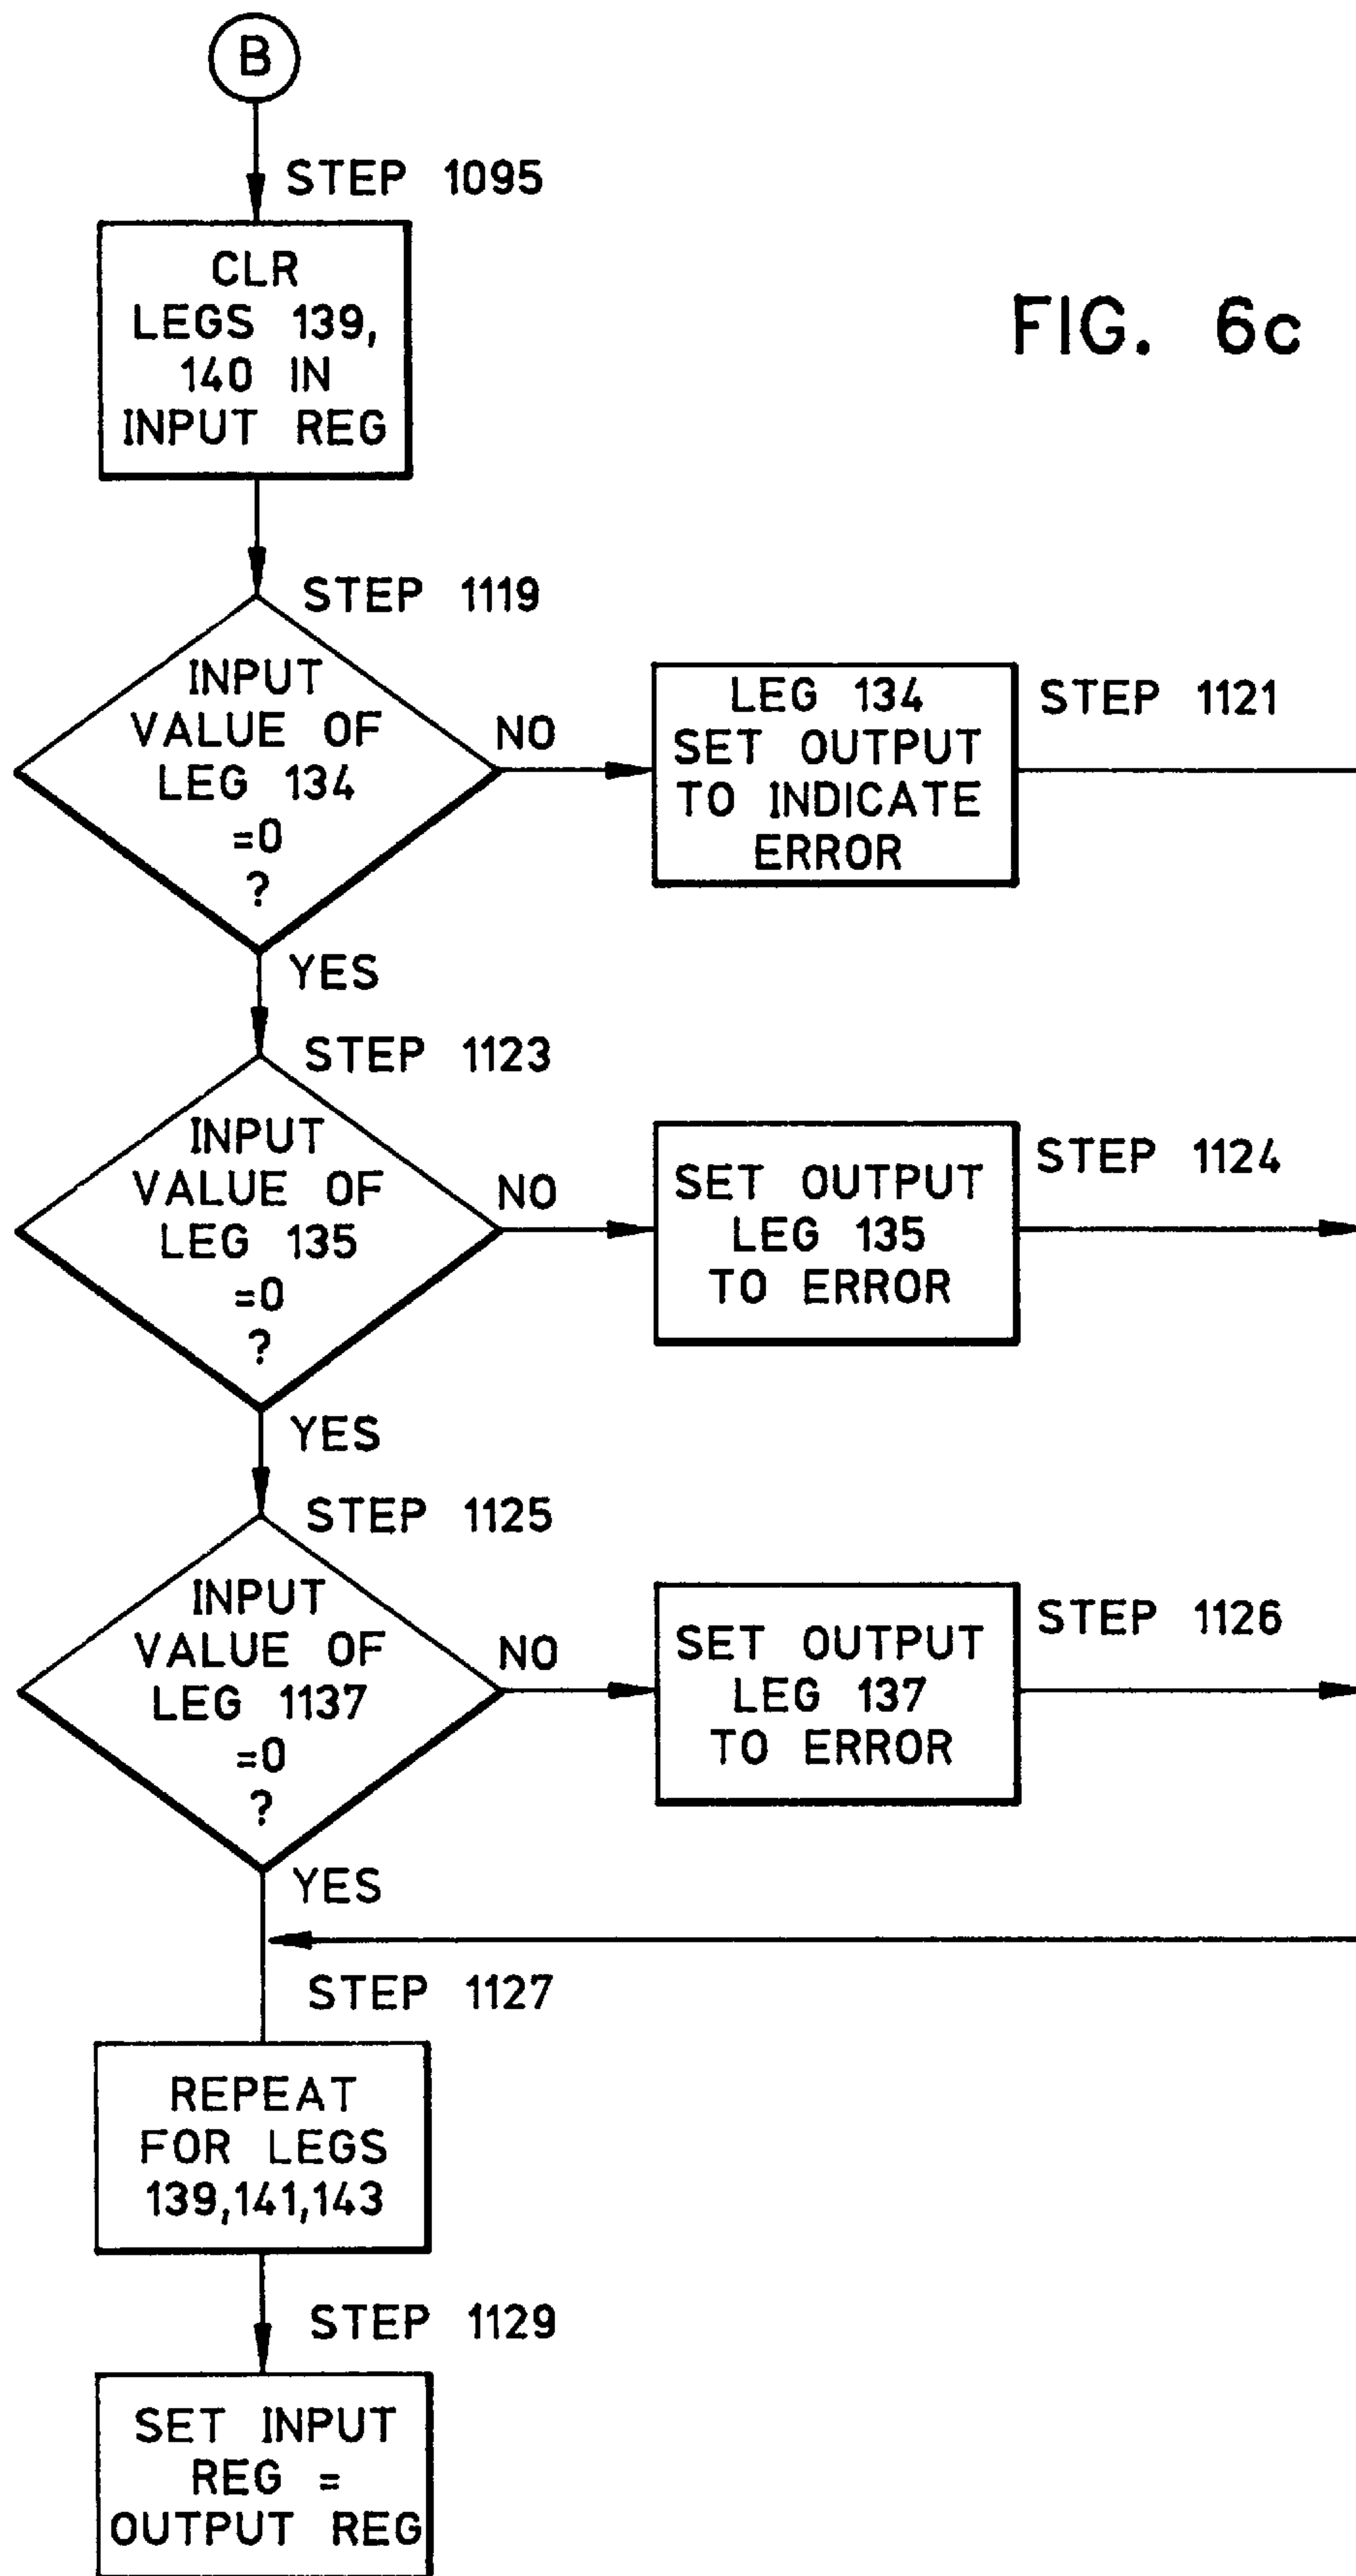 B
STEP 1095
CLR
LEGS 139,
140 IN
INPUT REG
FIG. 6c
STEP 1119
INPUT
VALUE OF
LEG 134
=0
?
NO
LEG 134
SET OUTPUT
TO INDICATE
ERROR
STEP 1121
YES
STEP 1123
INPUT
VALUE OF
LEG 135
=0
?
NO
SET OUTPUT
LEG 135
TO ERROR
STEP 1124
YES
STEP 1125
INPUT
VALUE OF
LEG 1137
=0
?
NO
SET OUTPUT
LEG 137
TO ERROR
STEP 1126
YES
STEP 1127
REPEAT
FOR LEGS
139,141,143
STEP 1129
SET INPUT
REG =
OUTPUT REG